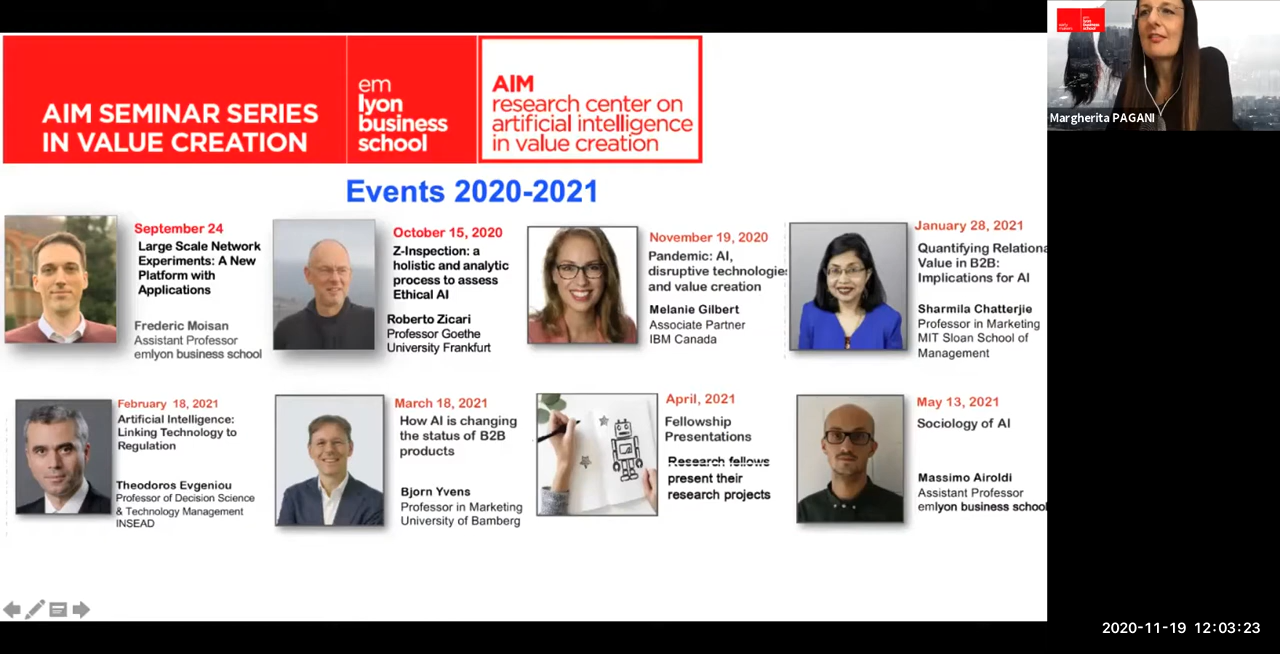 AIM SEMINAR SERIES
IN VALUE CREATION
em
lyon
business
school
AIM
research center on
artificial intelligence
in value creation
early
makers
em
lyon
business
school
Margherita PAGANI
Events 2020-2021
September 24
Large Scale Network
Experiments: A New
Platform with
Applications
Frederic Moisan
Assistant Professor
emlyon business school
October 15, 2020
Z-Inspection: a
holistic and analytic
process to assess
Ethical AI
Roberto Zicari
Professor Goethe
University Frankfurt
November 19, 2020
Pandemic: AI,
disruptive technologies
and value creation
Melanie Gilbert
Associate Partner
IBM Canada
January 28, 2021
Quantifying Relationa
Value in B2B:
Implications for AI
Sharmila Chatterjie
Professor in Marketing
MIT Sloan School of
Management
February 18, 2021
Artificial Intelligence:
Linking Technology to
Regulation
Theodoros Evgeniou
Professor of Decision Science
& Technology Management
INSEAD
March 18, 2021
How AI is changing
the status of B2B
products
Bjorn Yvens
Professor in Marketing
University of Bamberg
April, 2021
Fellowship
Presentations
Research fellows
present their
research projects
May 13, 2021
Sociology of AI
Massimo Airoldi
Assistant Professor
emlyon business school
2020-11-19 12:03:23